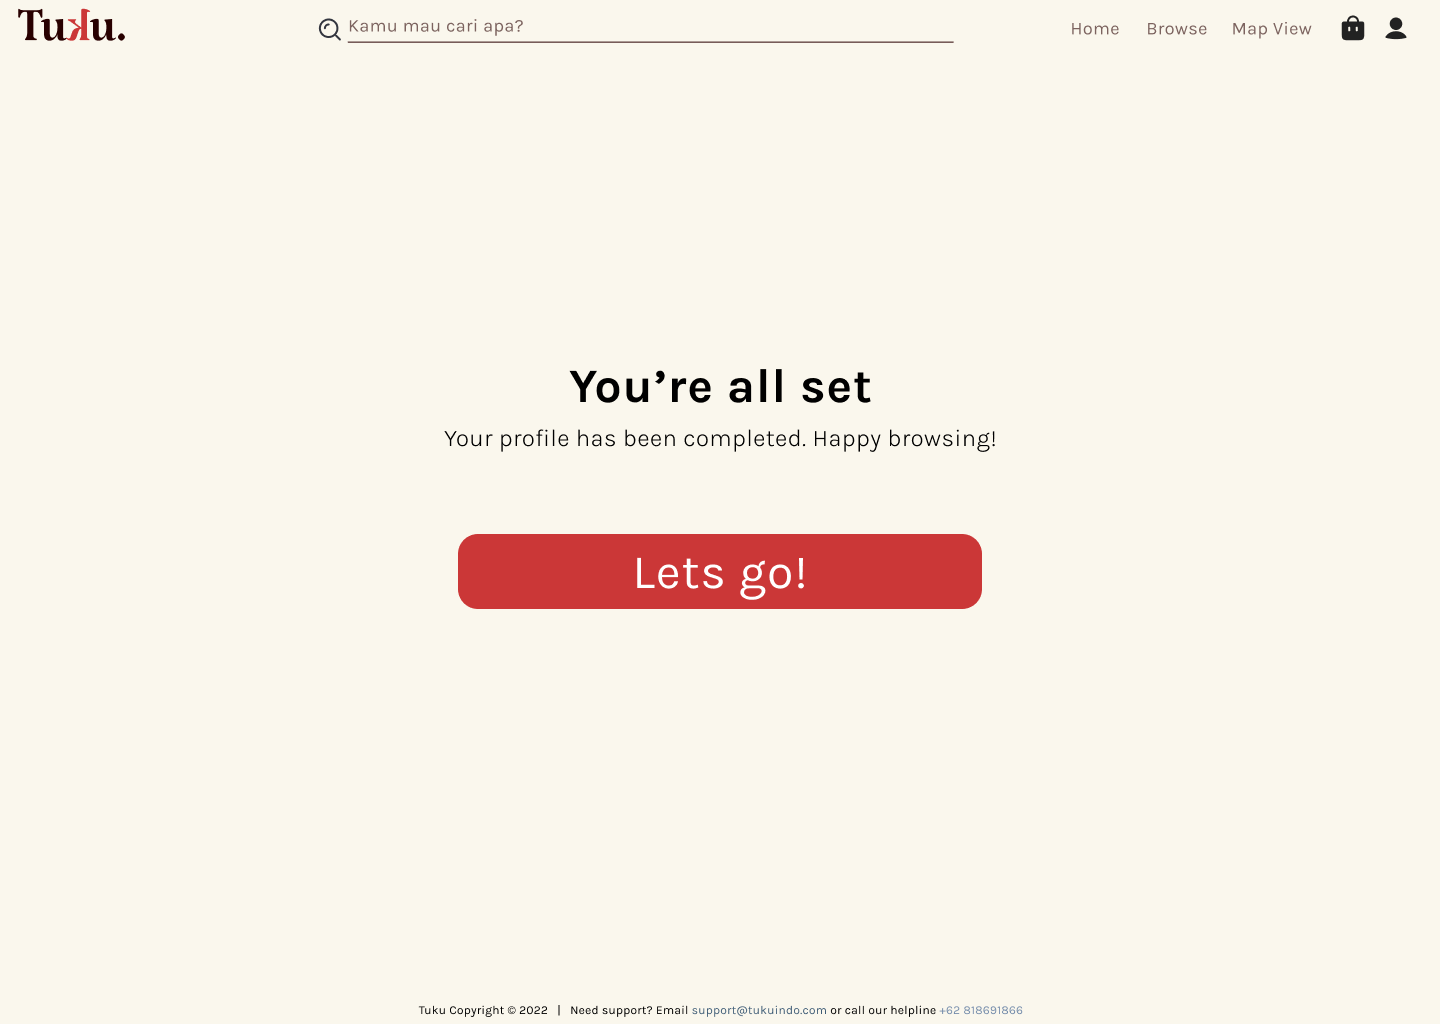 Tuku.
Kamu mau cari apa?
Home Browse Map View
You’re all set
Your profile has been completed. Happy browsing!
Lets go!
Tuku Copyright © 2022 | Need support? Email support@tukuindo.com or call our helpline +62 818691866